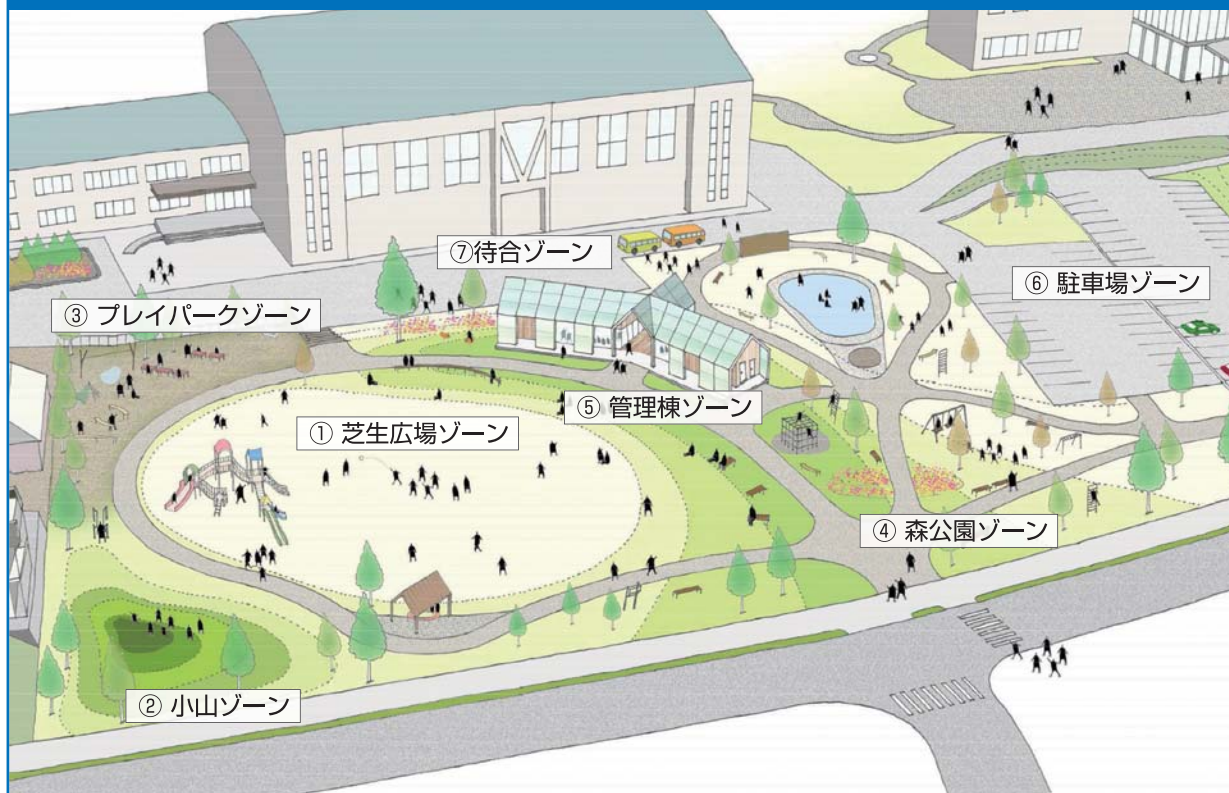 ⑦待合ゾーン
⑥ 駐車場ゾーン
③ プレイパークゾーン
⑤ 管理棟ゾーン
① 芝生広場ゾーン
④ 森公園ゾーン
② 小山ゾーン